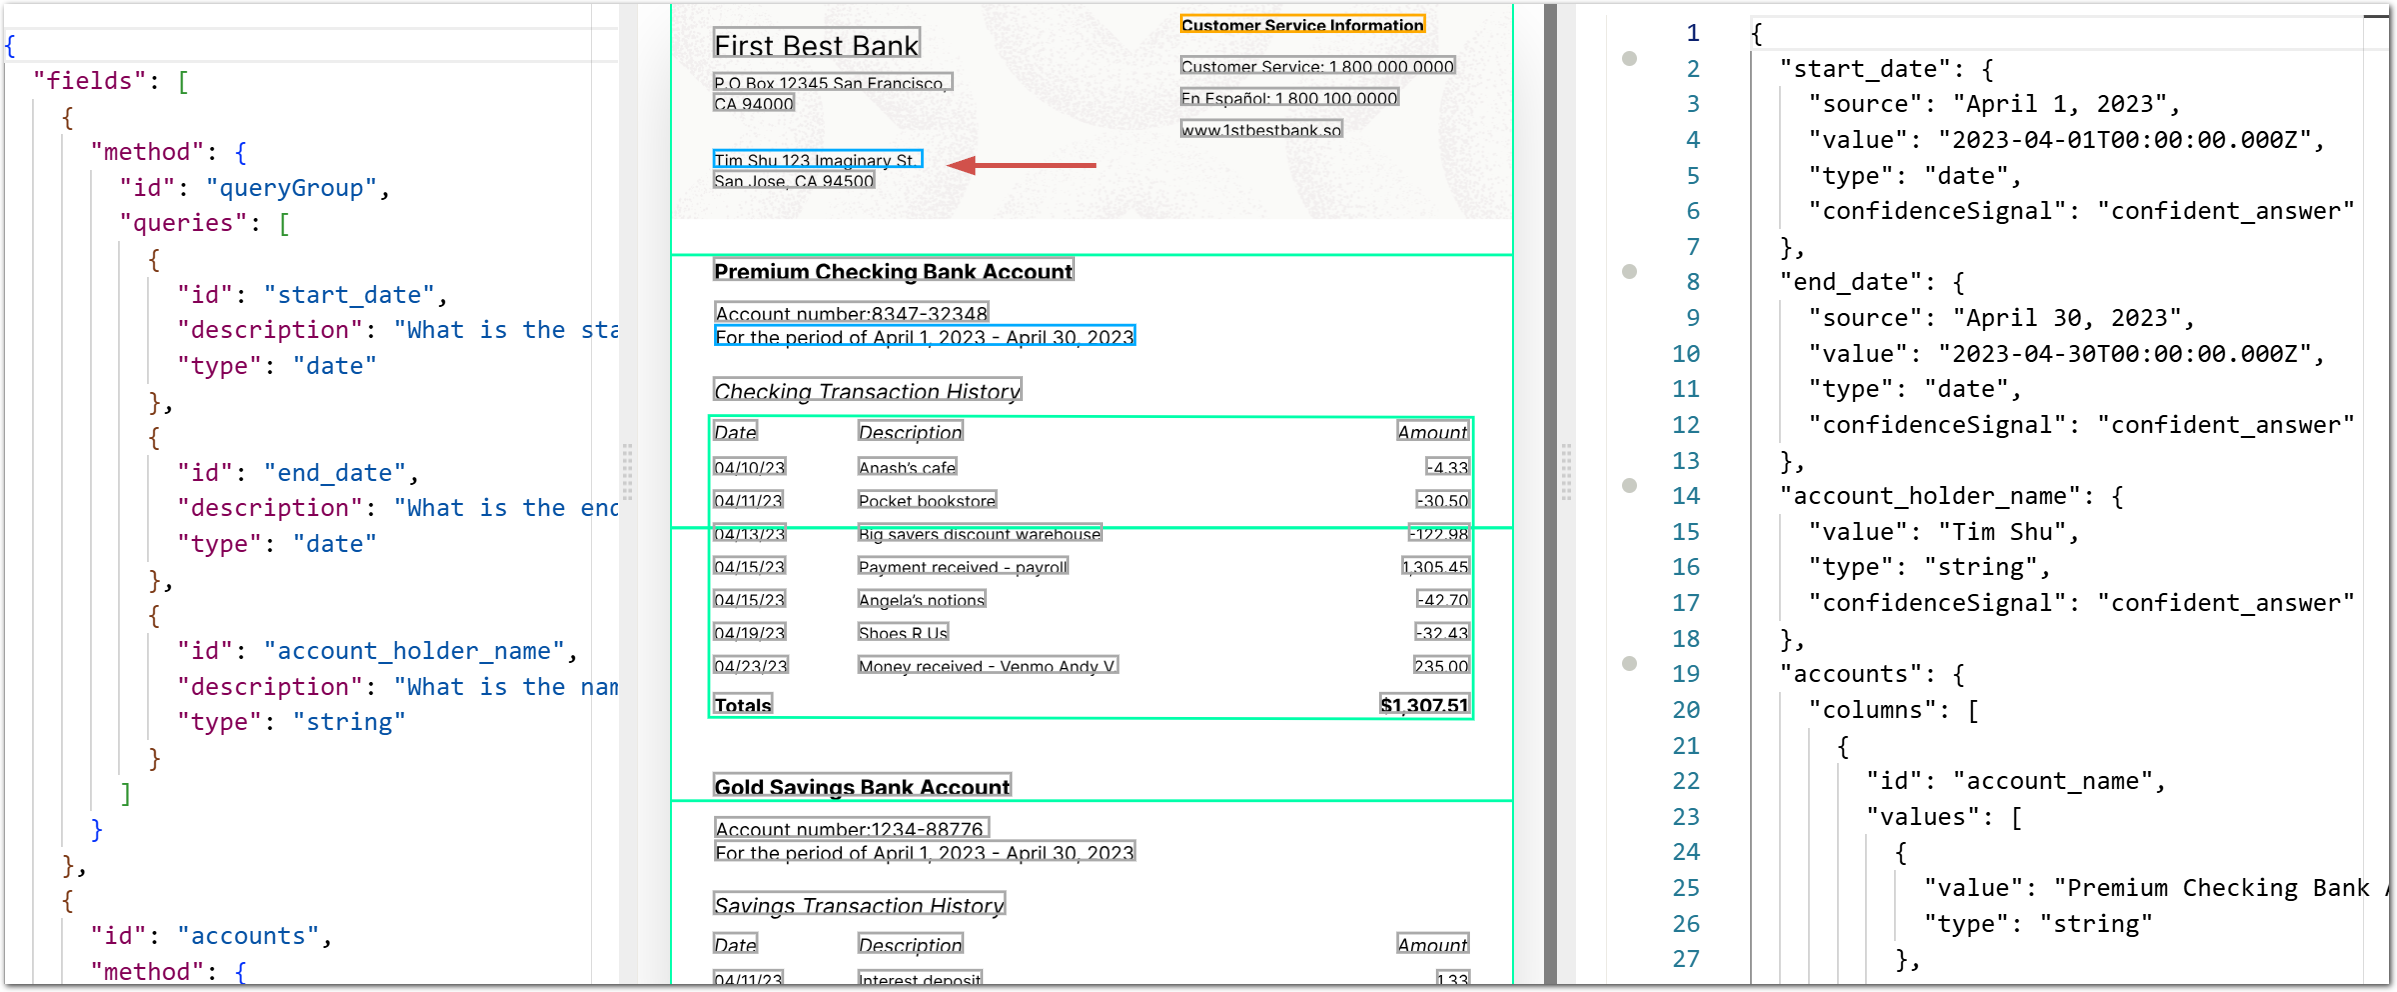 {
"fields": [
{
"method": {
"id": "queryGroup",
"queries": [
{
"id": "start_date",
"description": "What is the sta
"type": "date"
},
{
"id": "end_date",
"description": "What is the end
"type": "date"
},
{
"id": "account_holder_name",
"description": "What is the nam
"type": "string"
}
]
}
},
{
"id": "accounts",
"method": {
First Best Bank
P.O Box 12345 San Francisco,
CA 94000
Tim Shu 123 Imaginary St.
San Jose, CA 94500
Customer Service Information
Customer Service: 1 800 000 0000
En Español: 1 800 100 0000
www.1stbestbank.so
Premium Checking Bank Account
Account number:8347-32348
For the period of April 1, 2023 - April 30, 2023
Checking Transaction History
Date Description Amount
04/10/23 Anash’s cafe -4.33
04/11/23 Pocket bookstore -30.50
04/13/23 Big savers discount warehouse -122.98
04/15/23 Payment received - payroll 1,305.45
04/15/23 Angela’s notions -42.70
04/19/23 Shoes R Us -32.43
04/23/23 Money received - Venmo Andy V. 235.00
Totals $1,307.51
Gold Savings Bank Account
Account number:1234-88776
For the period of April 1, 2023 - April 30, 2023
Savings Transaction History
Date Description Amount
04/11/23 Interest deposit 1.33
1 {
2 "start_date": {
3 "source": "April 1, 2023",
4 "value": "2023-04-01T00:00:00.000Z",
5 "type": "date",
6 "confidenceSignal": "confident_answer"
7 },
8 "end_date": {
9 "source": "April 30, 2023",
10 "value": "2023-04-30T00:00:00.000Z",
11 "type": "date",
12 "confidenceSignal": "confident_answer"
13 },
14 "account_holder_name": {
15 "value": "Tim Shu",
16 "type": "string",
17 "confidenceSignal": "confident_answer"
18 },
19 "accounts": {
20 "columns": [
21 {
22 "id": "account_name",
23 "values": [
24 {
25 "value": "Premium Checking Bank A
26 "type": "string"
27 },